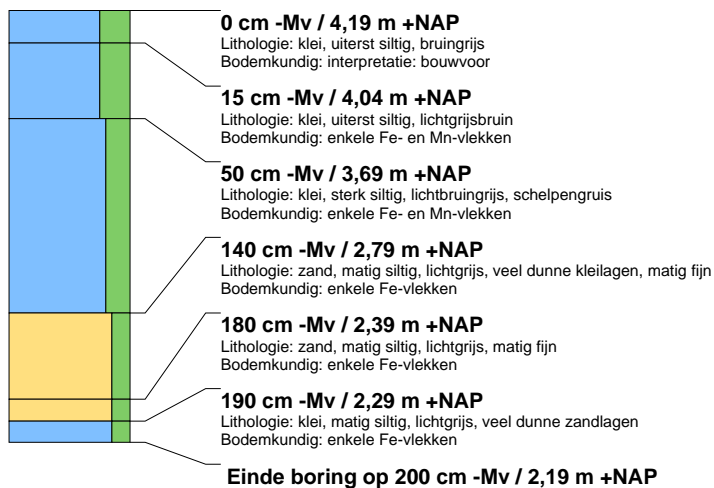 0 cm -Mv / 4,19 m +NAP
Lithologie: klei, uiterst siltig, bruingrijs
Bodemkundig: interpretatie: bouwvoor
15 cm -Mv / 4,04 m +NAP
Lithologie: klei, uiterst siltig, lichtgrijsbruin
Bodemkundig: enkele Fe- en Mn-vlekken
50 cm -Mv / 3,69 m +NAP
Lithologie: klei, sterk siltig, lichtbruingrijs, schelpengruis
Bodemkundig: enkele Fe- en Mn-vlekken
140 cm -Mv / 2,79 m +NAP
Lithologie: zand, matig siltig, lichtgrijs, veel dunne kleilagen, matig fijn
Bodemkundig: enkele Fe-vlekken
180 cm -Mv / 2,39 m +NAP
Lithologie: zand, matig siltig, lichtgrijs, matig fijn
Bodemkundig: enkele Fe-vlekken
190 cm -Mv / 2,29 m +NAP
Lithologie: klei, matig siltig, lichtgrijs, veel dunne zandlagen
Bodemkundig: enkele Fe-vlekken
Einde boring op 200 cm -Mv / 2,19 m +NAP